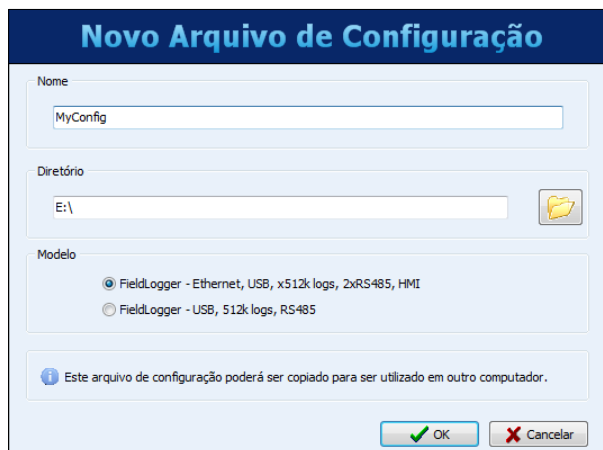 Novo Arquivo de Configuração
Nome
MyConfig
Diretório
E:\
Modelo
FieldLogger - Ethernet, USB, x512k logs, 2xRS485, HMI
FieldLogger - USB, 512k logs, RS485
Este arquivo de configuração poderá ser copiado para ser utilizado em outro computador.
OK
Cancelar